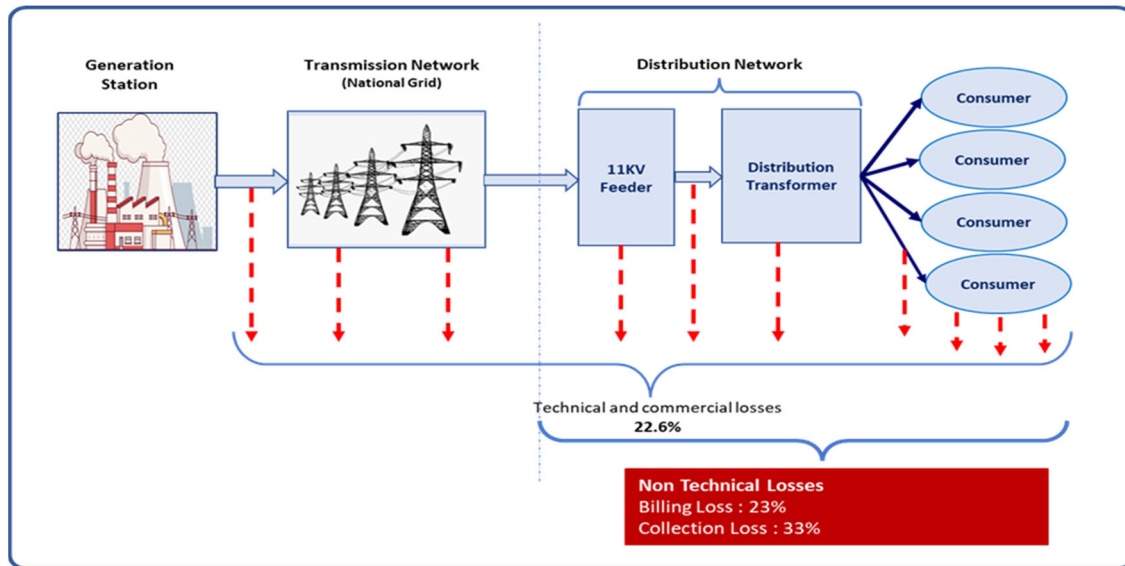 Generation
Station
Transmission Network
(National Grid)
Distribution Network
11KV
Feeder
Distribution
Transformer
Consumer
Consumer
Consumer
Consumer
Technical and commercial losses
22.6%
Non Technical Losses
Billing Loss : 23%
Collection Loss : 33%